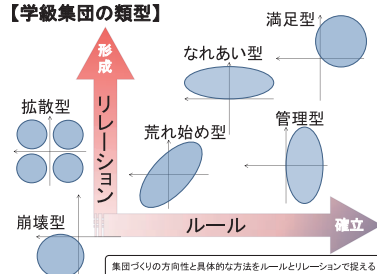 【学級集団の類型】
満足型
形成
なれあい型
リレーション
拡散型
荒れ始め型
管理型
崩壊型
ルール
確立
集団づくりの方向性と具体的な方法をルールとリレーションで捉える